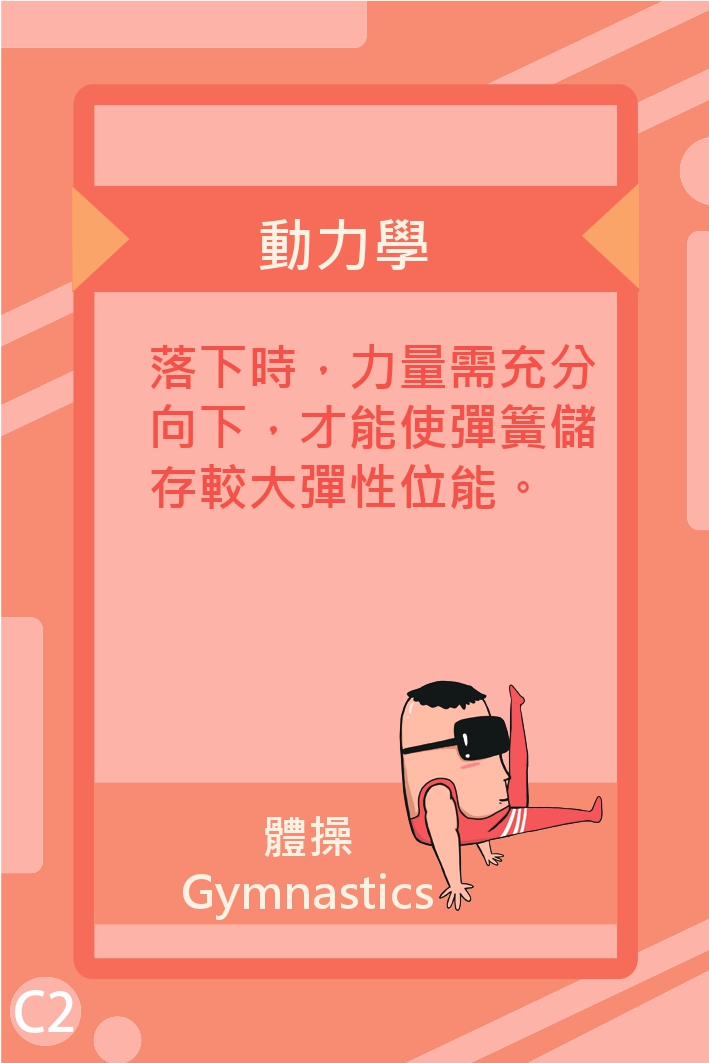 動力學
落下時，力量需充分
向下，才能使彈簧儲
存較大彈性位能。
體操
Gymnastics
C2